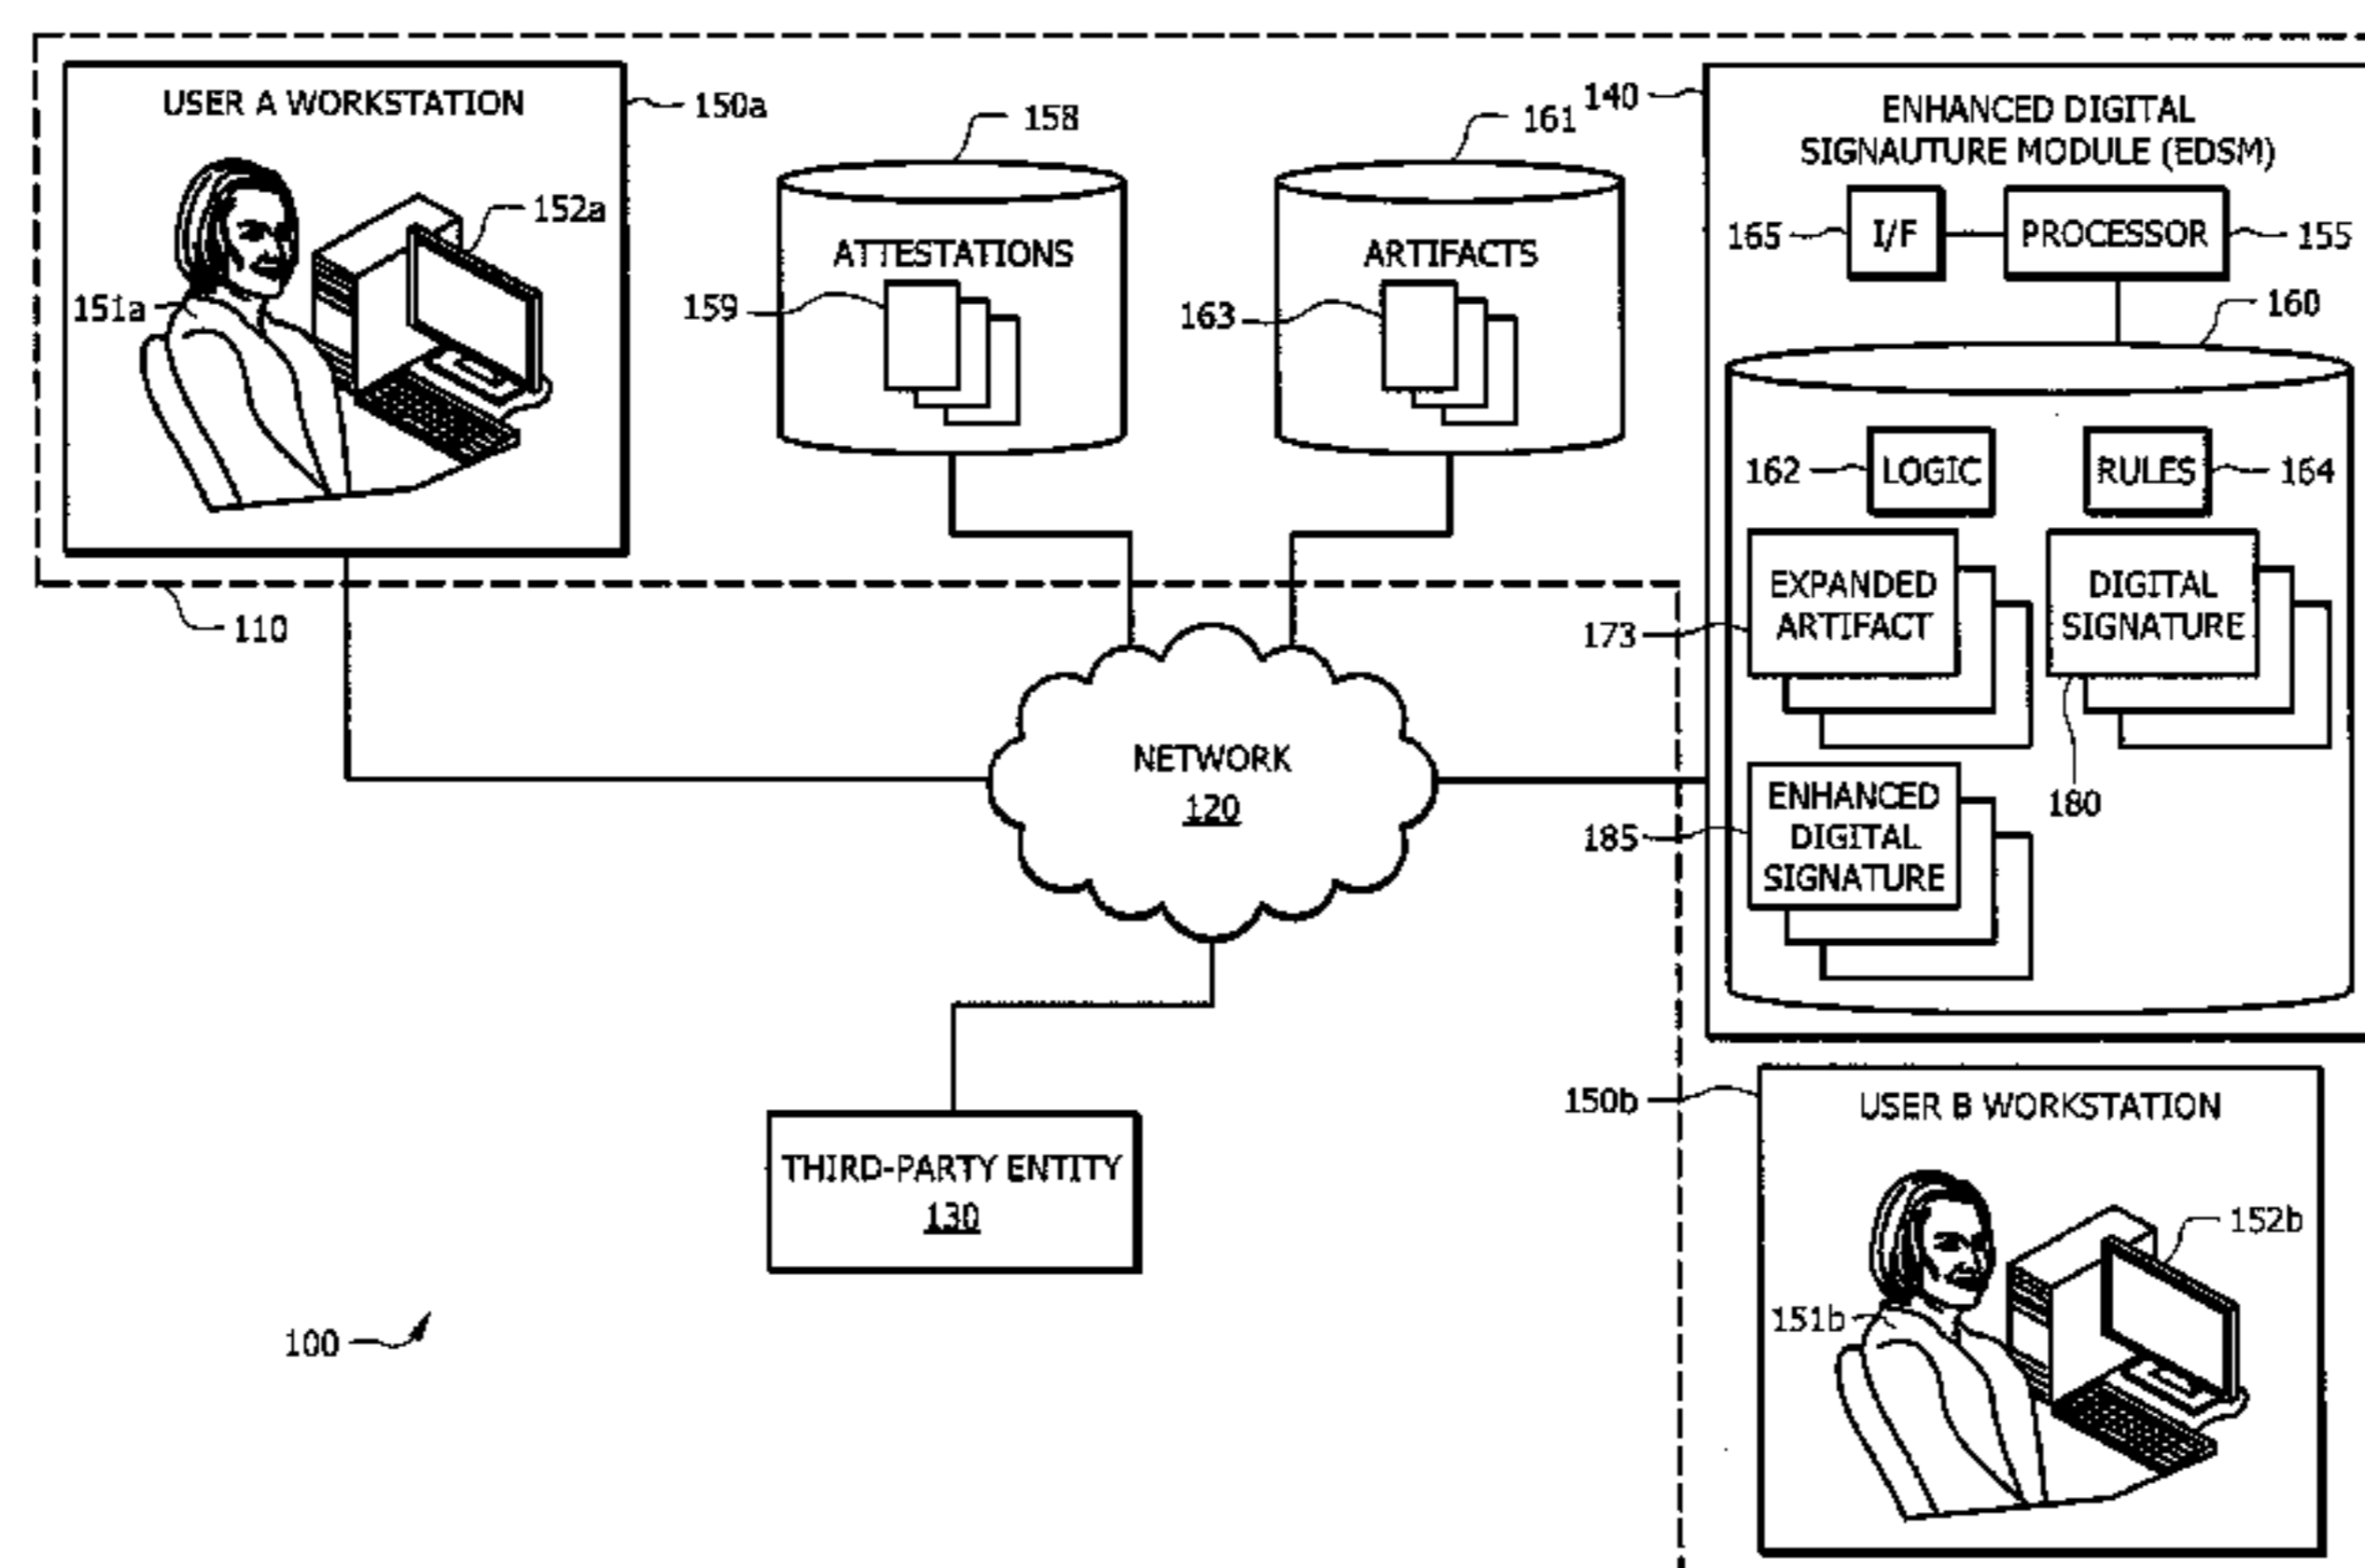 USER A WORKSTATION
150a
152a
151a
110
158
ATTESTATIONS
159
161
ARTIFACTS
163
140
ENHANCED DIGITAL
SIGNAUTURE MODULE (EDSM)
165
I/F
PROCESSOR
155
160
162
LOGIC
RULES
164
EXPANDED
ARTIFACT
173
DIGITAL
SIGNATURE
180
ENHANCED
DIGITAL
SIGNATURE
185
NETWORK
120
THIRD-PARTY ENTITY
130
150b
USER B WORKSTATION
152b
151b
100